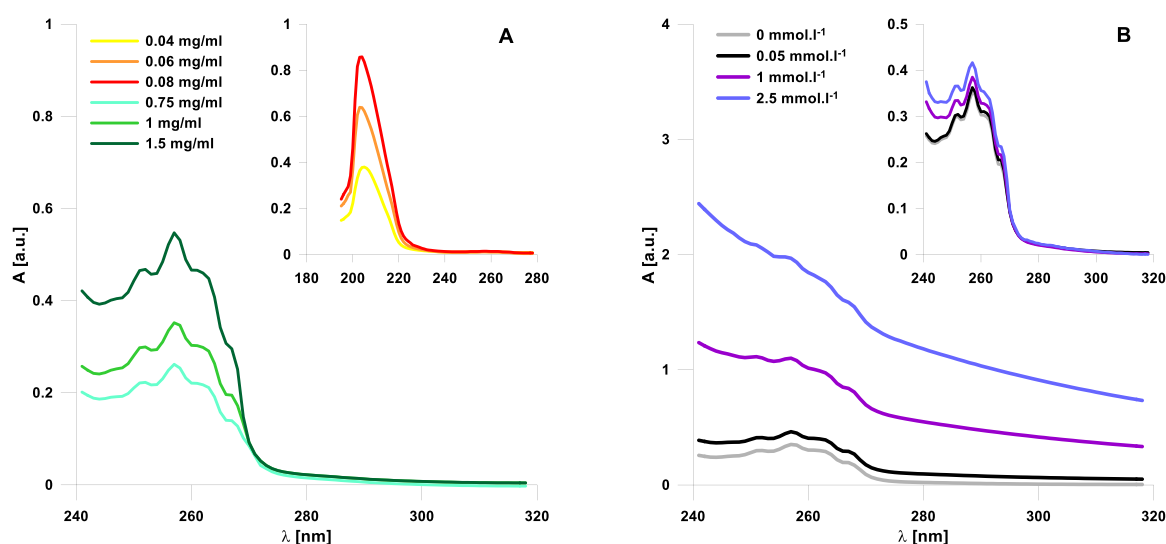 A
0.04 mg/ml
0.06 mg/ml
0.08 mg/ml
0.75 mg/ml
1 mg/ml
1.5 mg/ml
A [a.u.]
1
0.8
0.6
0.4
0.2
0
240
260
280
300
320
λ [nm]
1
0.8
0.6
0.4
0.2
0
180
200
220
240
260
280
B
0 mmol.l⁻¹
0.05 mmol.l⁻¹
1 mmol.l⁻¹
2.5 mmol.l⁻¹
A [a.u.]
4
3
2
1
0
240
260
280
300
320
λ [nm]
0.5
0.4
0.3
0.2
0.1
0
240
260
280
300
320